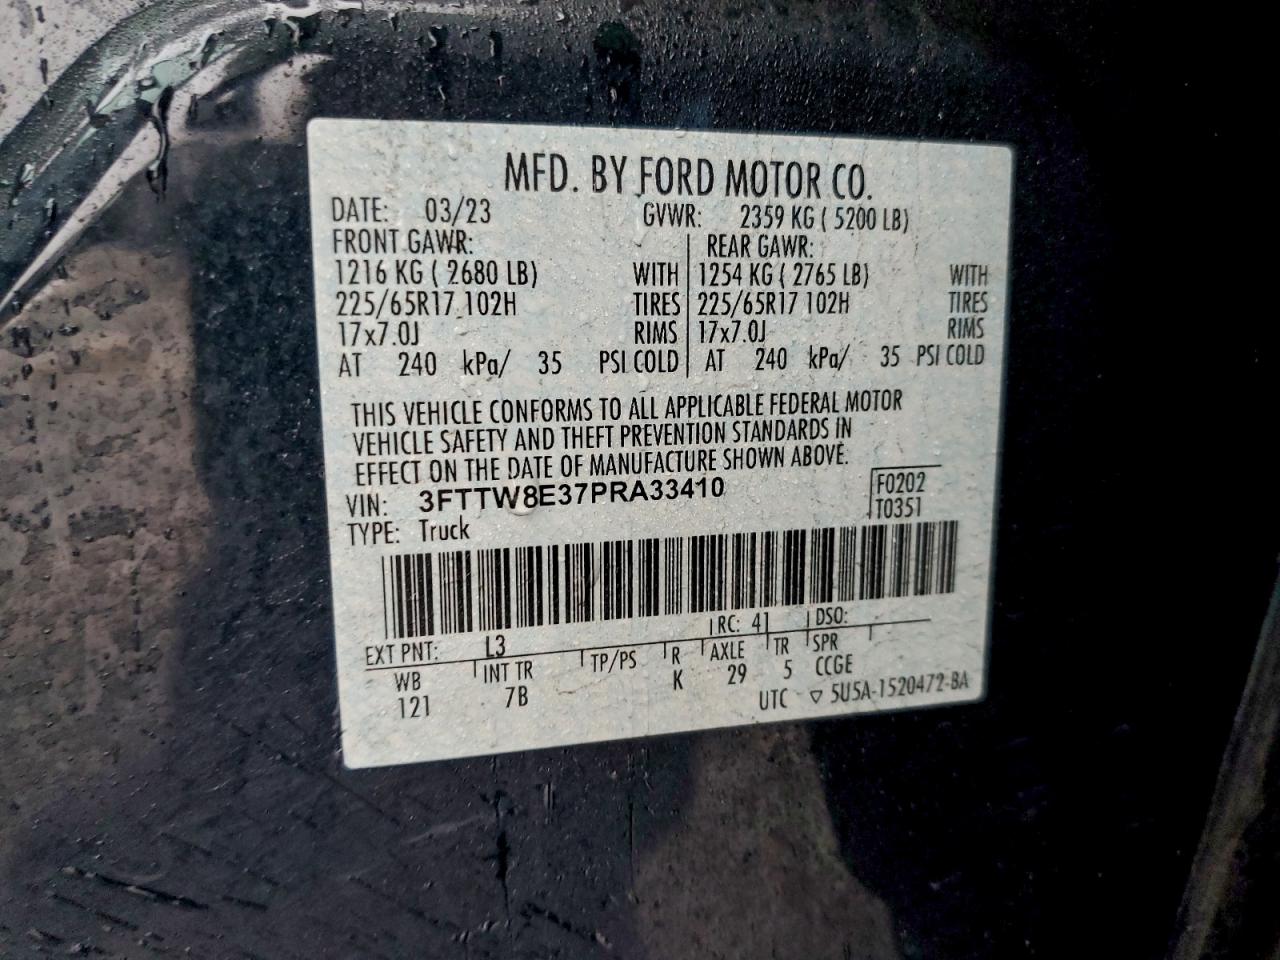 MFD. BY FORD MOTOR CO.
DATE: 03/23 GVWR: 2359 KG ( 5200 LB)
FRONT GAWR: REAR GAWR:
1216 KG ( 2680 LB) WITH 1254 KG ( 2765 LB) WITH
225/65R17 102H TIRES 225/65R17 102H TIRES
17x7.0J RIMS 17x7.0J RIMS
AT 240 kPa/ 35 PSI COLD AT 240 kPa/ 35 PSI COLD
THIS VEHICLE CONFORMS TO ALL APPLICABLE FEDERAL MOTOR
VEHICLE SAFETY AND THEFT PREVENTION STANDARDS IN
EFFECT ON THE DATE OF MANUFACTURE SHOWN ABOVE.
VIN: 3FTTW8E37PRA33410 F0202
TYPE: Truck T0351
EXT PNT: L3 RC: 41 DSO:
WB INT TR TP/PS R AXLE TR SPR
121 7B K 29 5 CCGE
UTC ▽ 5U5A-1520472-BA